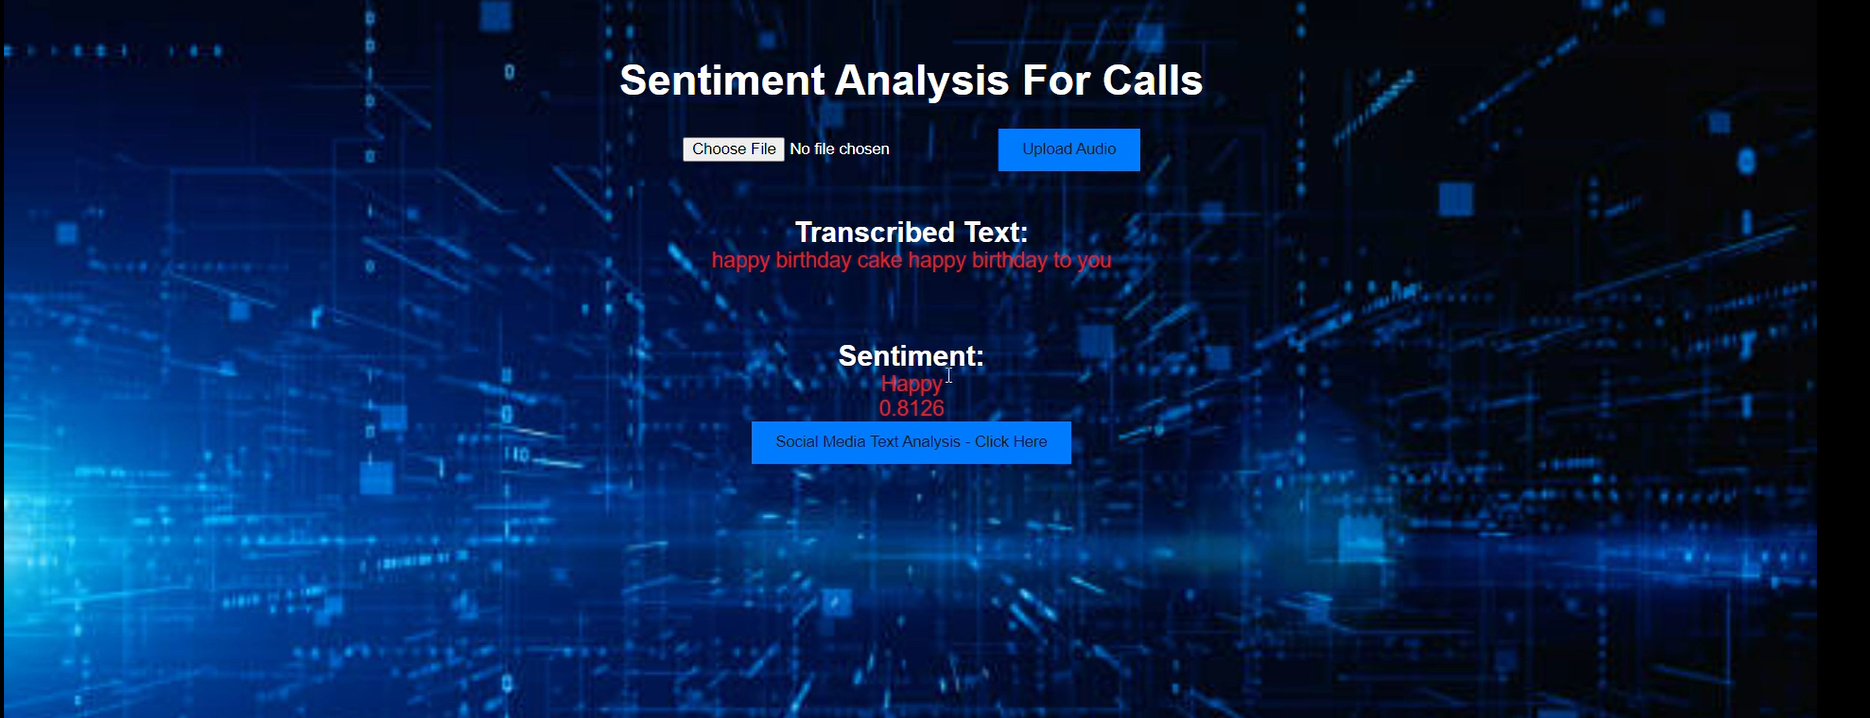 Sentiment Analysis For Calls
Choose File No file chosen Upload Audio
Transcribed Text:
happy birthday cake happy birthday to you
Sentiment:
Happy
0.8126
Social Media Text Analysis - Click Here